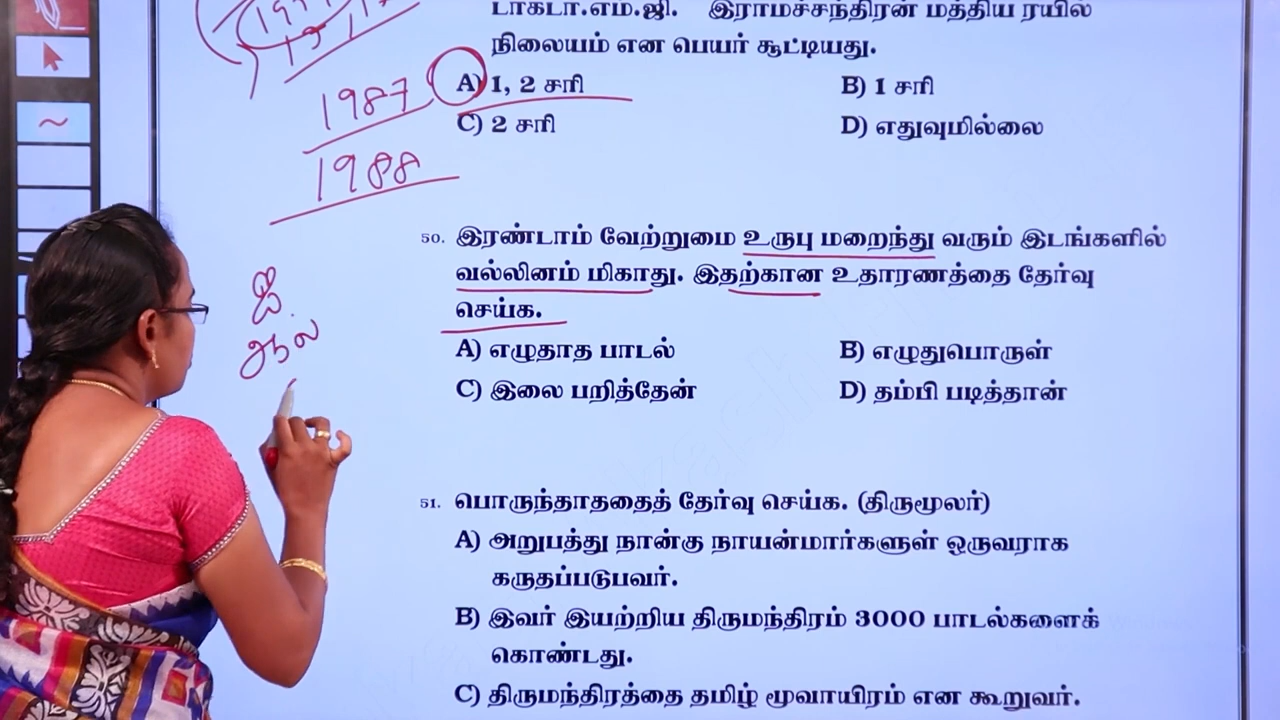 டாக்டர்.எம்.ஜி. இராமச்சந்திரன் மத்திய ரயில்
நிலையம் என பெயர் சூட்டியது.
1987
A) 1, 2 சரி B) 1 சரி
C) 2 சரி D) எதுவுமில்லை
1988
50. இரண்டாம் வேற்றுமை உருபு மறைந்து வரும் இடங்களில்
வல்லினம் மிகாது. இதற்கான உதாரணத்தை தேர்வு
செய்க.
ஐ
ஆல்
A) எழுதாத பாடல் B) எழுதுபொருள்
C) இலை பறித்தேன் D) தம்பி படித்தான்
51. பொருந்தாததைத் தேர்வு செய்க. (திருமூலர்)
A) அறுபத்து நான்கு நாயன்மார்களுள் ஒருவராக
கருதப்படுபவர்.
B) இவர் இயற்றிய திருமந்திரம் 3000 பாடல்களைக்
கொண்டது.
C) திருமந்திரத்தை தமிழ் மூவாயிரம் என கூறுவர்.